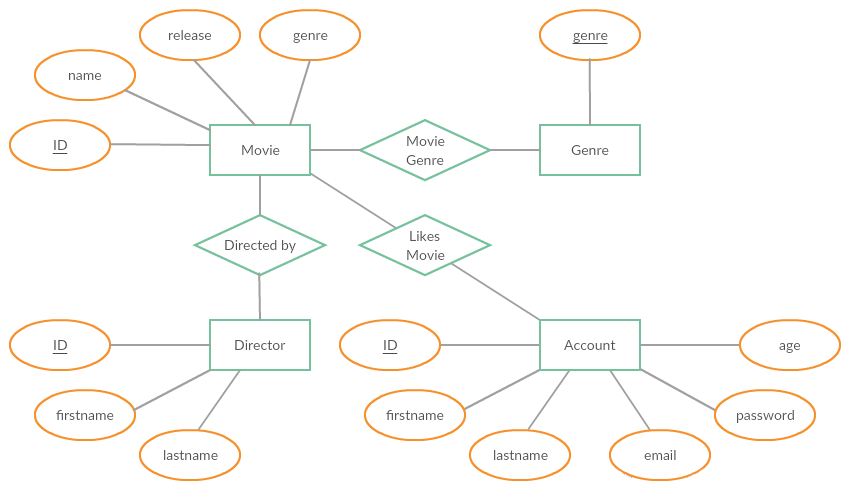 release
genre
genre
name
ID
Movie
Movie
Genre
Genre
Directed by
Likes
Movie
ID
Director
ID
Account
age
firstname
firstname
password
lastname
lastname
email